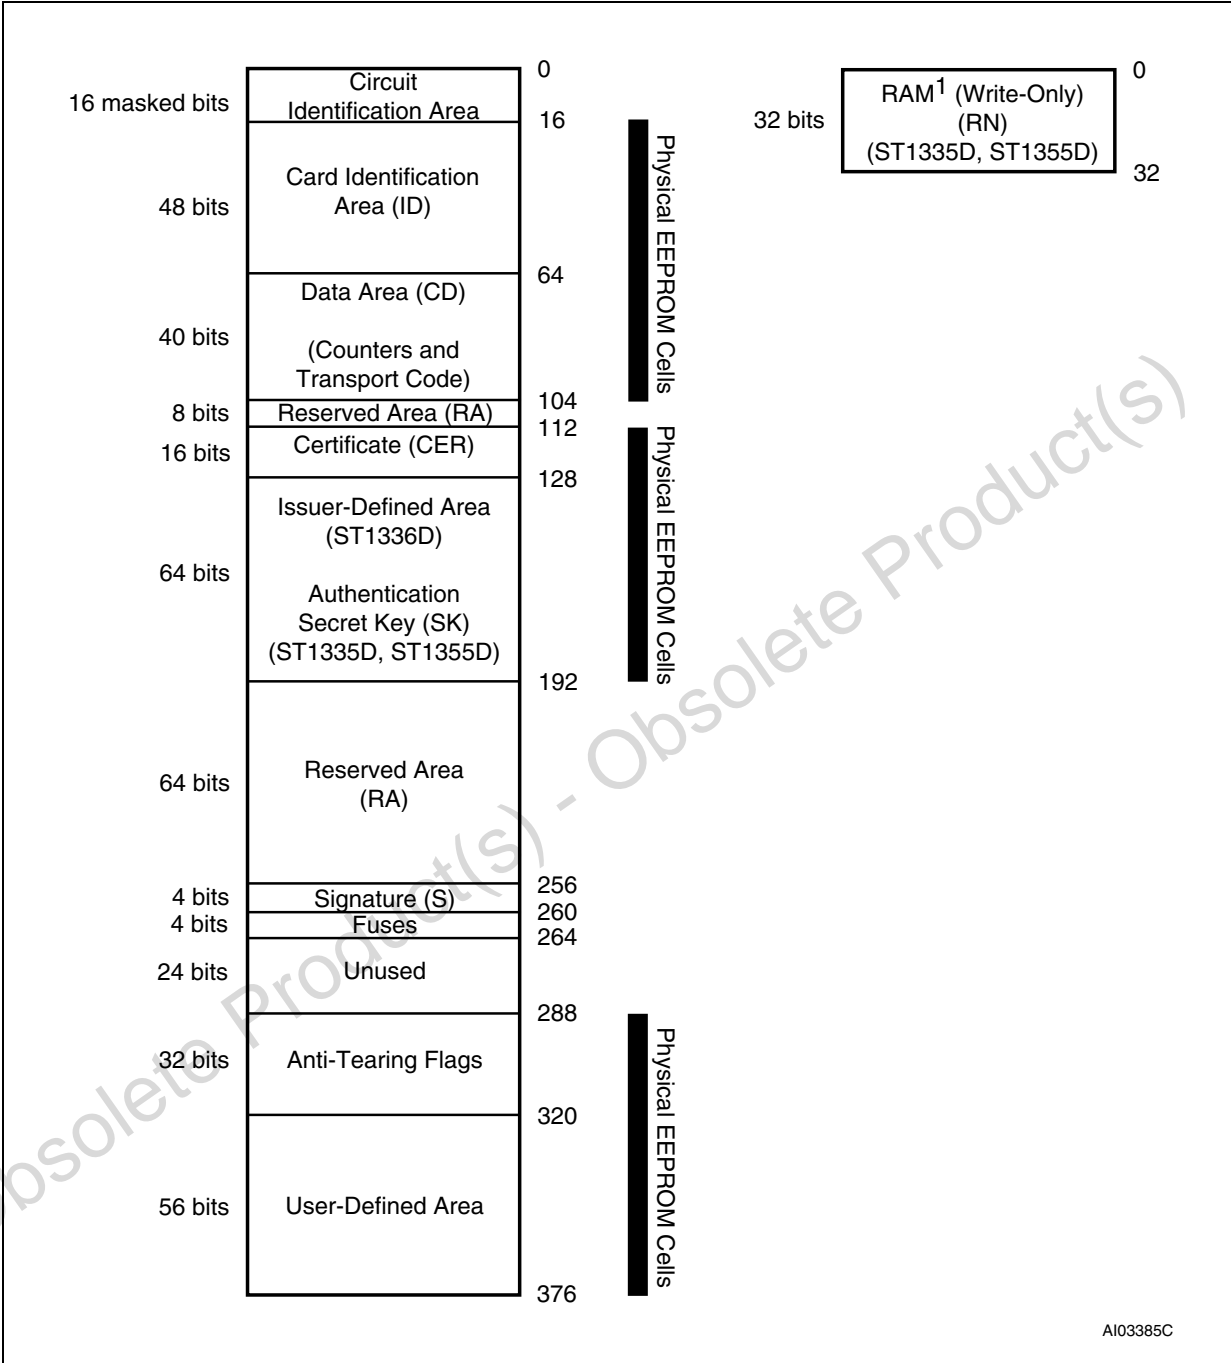 0
Circuit
Identification Area
16 masked bits
16
Card Identification
Area (ID)
48 bits
64
Data Area (CD)
(Counters and
Transport Code)
40 bits
104
8 bits
Reserved Area (RA)
112
16 bits
Certificate (CER)
128
Issuer-Defined Area
(ST1336D)
64 bits
Authentication
Secret Key (SK)
(ST1335D, ST1355D)
192
64 bits
Reserved Area
(RA)
256
4 bits
Signature (S)
260
4 bits
Fuses
264
24 bits
Unused
288
32 bits
Anti-Tearing Flags
320
56 bits
User-Defined Area
376
Physical EEPROM Cells
Physical EEPROM Cells
Physical EEPROM Cells
0
32 bits
RAM1 (Write-Only)
(RN)
(ST1335D, ST1355D)
32
Obsolete Product(s) - Obsolete Product(s)
AI03385C